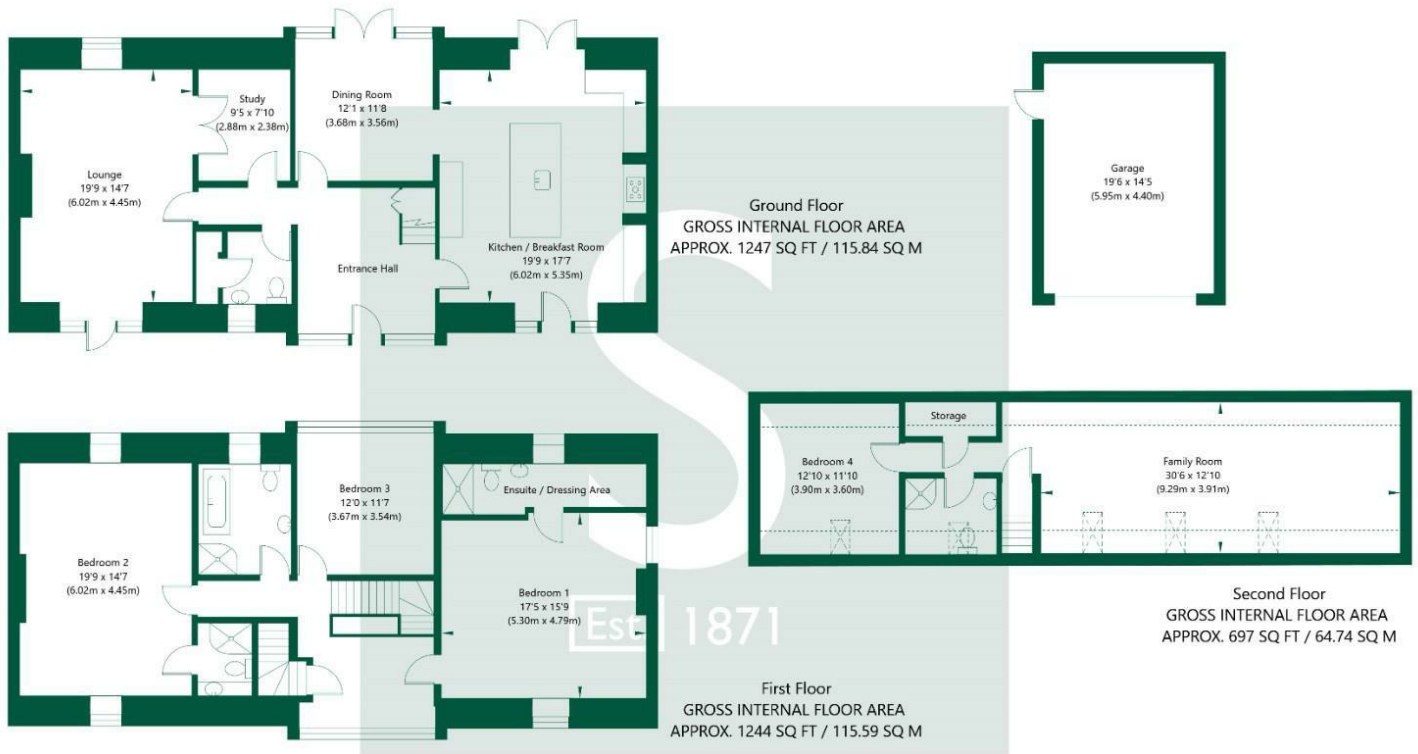 Lounge
19'9 x 14'7
(6.02m x 4.45m)
Study
9'5 x 7'10
(2.88m x 2.38m)
Dining Room
12'1 x 11'8
(3.68m x 3.56m)
Entrance Hall
Kitchen / Breakfast Room
19'9 x 17'7
(6.02m x 5.35m)
Ground Floor
GROSS INTERNAL FLOOR AREA
APPROX. 1247 SQ FT / 115.84 SQ M
Garage
19'6 x 14'5
(5.95m x 4.40m)
Bedroom 2
19'9 x 14'7
(6.02m x 4.45m)
Bedroom 3
12'0 x 11'7
(3.67m x 3.54m)
Ensuite / Dressing Area
Bedroom 1
17'5 x 15'9
(5.30m x 4.79m)
First Floor
GROSS INTERNAL FLOOR AREA
APPROX. 1244 SQ FT / 115.59 SQ M
Bedroom 4
12'10 x 11'10
(3.90m x 3.60m)
Storage
Family Room
30'6 x 12'10
(9.29m x 3.91m)
Second Floor
GROSS INTERNAL FLOOR AREA
APPROX. 697 SQ FT / 64.74 SQ M
S
Est 1871